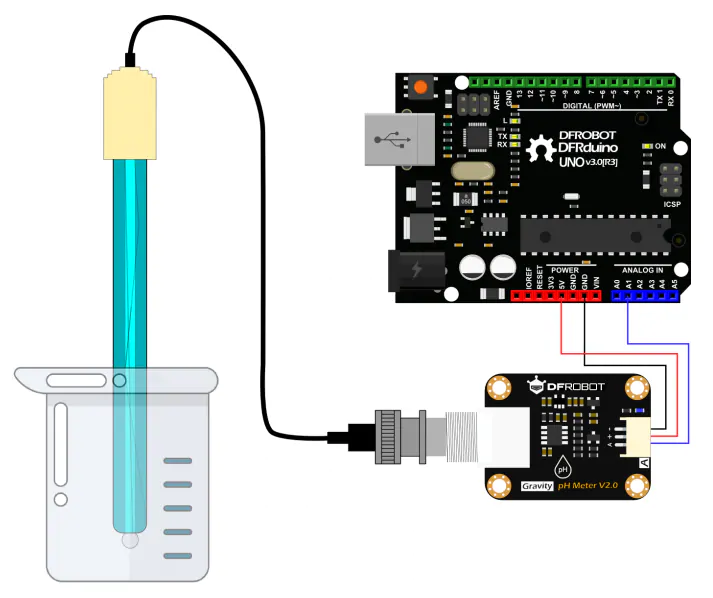 AREF
GND
13
12
~11
~10
~9
8
7
~6
~5
4
~3
2
TX 1
RX 0
DIGITAL (PWM~)
L
TX
RX
DFROBOT
DFRduino
UNO v3.0[R3]
ON
ICSP
050
POWER
ANALOG IN
IOREF
RESET
3V3
5V
GND
GND
VIN
A0
A1
A2
A3
A4
A5
DFROBOT
- + A
A
pH
Gravity pH Meter V2.0